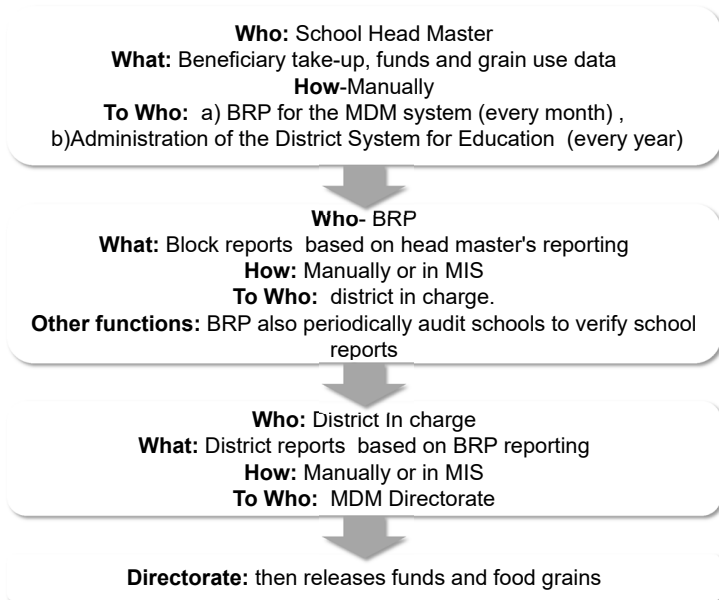 Who: School Head Master
What: Beneficiary take-up, funds and grain use data
How-Manually
To Who: a) BRP for the MDM system (every month) ,
b)Administration of the District System for Education (every year)
Who- BRP
What: Block reports based on head master's reporting
How: Manually or in MIS
To Who: district in charge.
Other functions: BRP also periodically audit schools to verify school
reports
Who: District In charge
What: District reports based on BRP reporting
How: Manually or in MIS
To Who: MDM Directorate
Directorate: then releases funds and food grains